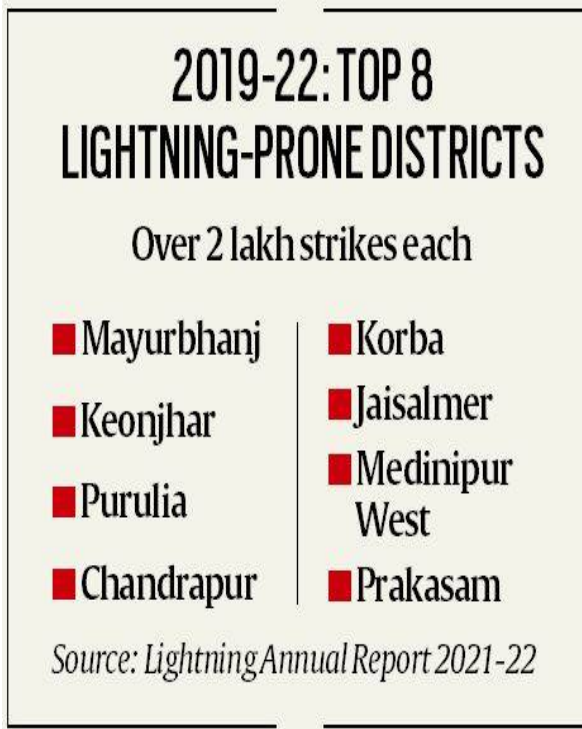 2019-22: TOP 8
LIGHTNING-PRONE DISTRICTS
Over 2 lakh strikes each
Mayurbhanj
Keonjhar
Purulia
Chandrapur
Korba
Jaisalmer
Medinipur
West
Prakasam
Source: Lightning Annual Report 2021-22